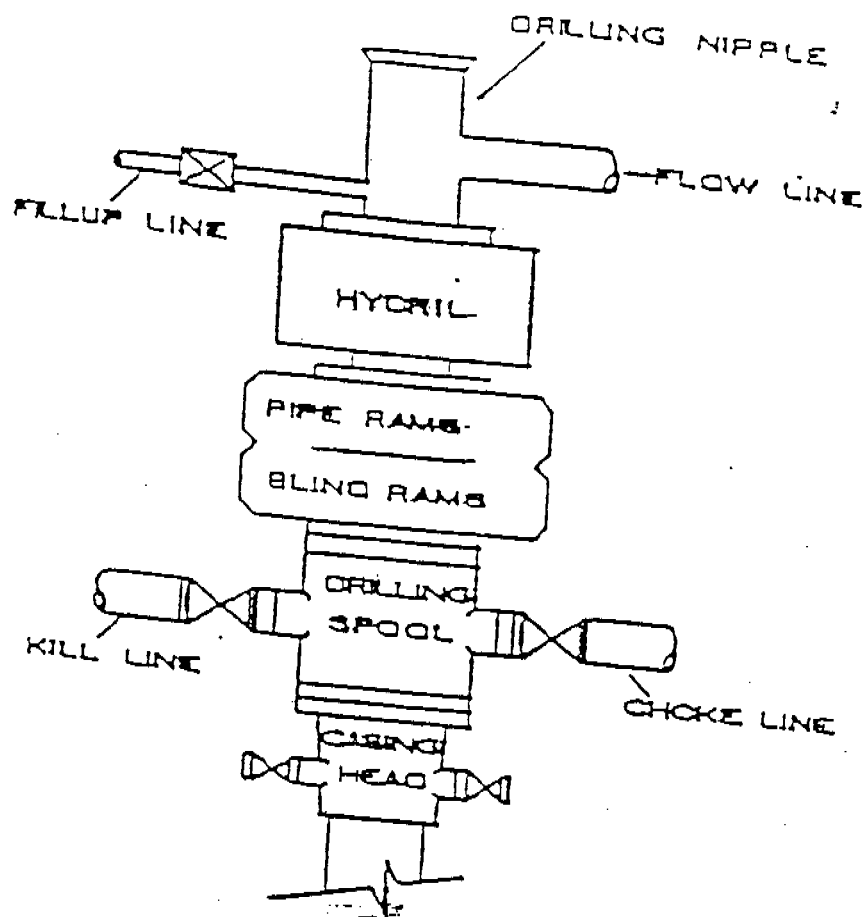 DRILLING NIPPLE
FLOW LINE
FILLUP LINE
HYDRIL
PIPE RAMS
BLIND RAMS
DRILLING
SPOOL
KILL LINE
CHOKE LINE
CASING
HEAD